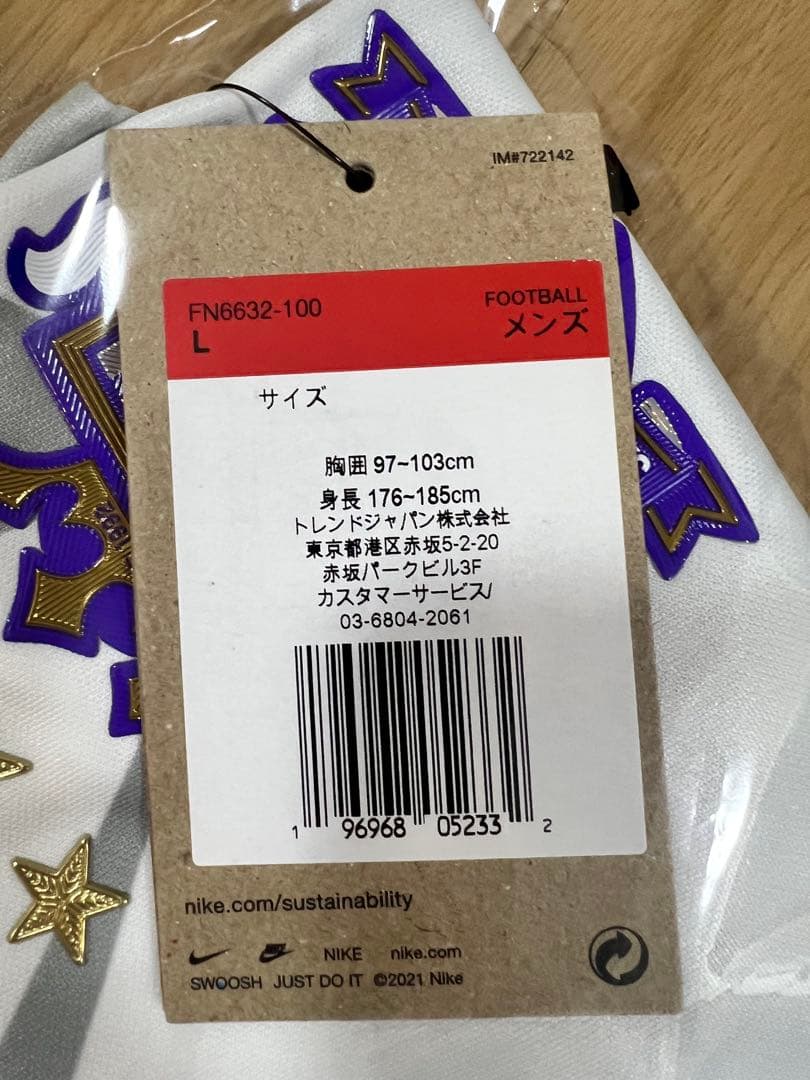 IM#722142
FN6632-100
FOOTBALL
L
メンズ
サイズ
胸囲 97~103cm
身長 176~185cm
トレンドジャパン株式会社
東京都港区赤坂5-2-20
赤坂パークビル3F
カスタマーサービス/
03-6804-2061
1 96968 05233 2
nike.com/sustainability
NIKE nike.com
SWOOSH JUST DO IT ©2021 Nike